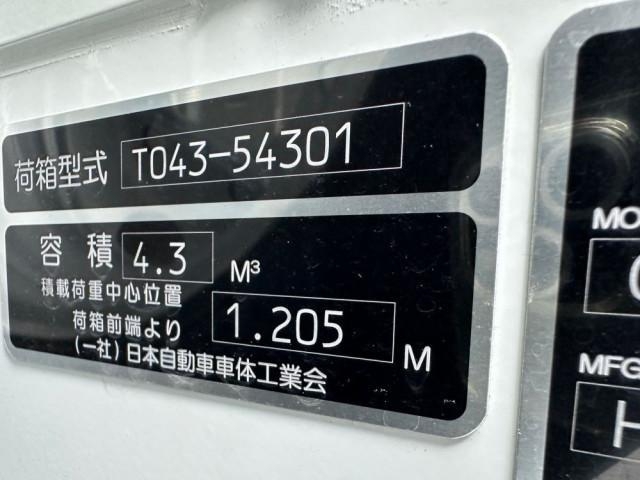 荷箱型式 T043-54301
容積 4.3 M³
積載荷重中心位置
荷箱前端より 1.205 M
(一社)日本自動車車体工業会
MO
MFG
H